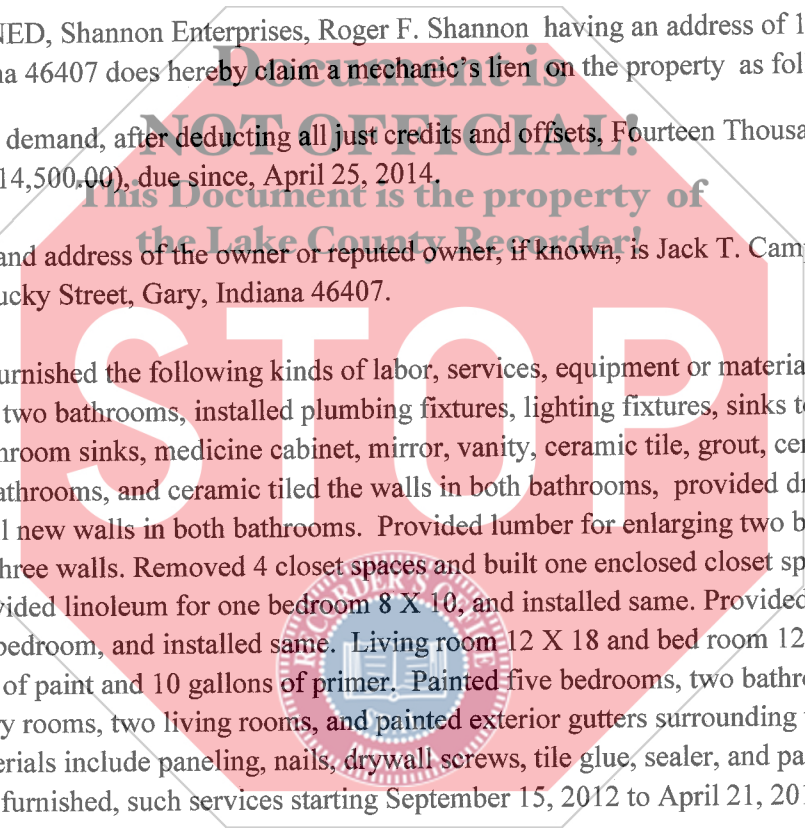 NED, Shannon Enterprises, Roger F. Shannon having an address of 1
na 46407 does hereby claim a mechanic's lien on the property as fol
Document is
NOT OFFICIAL!
demand, after deducting all just credits and offsets, Fourteen Thousa
14,500.00), due since, April 25, 2014.
This Document is the property of
the Lake County Recorder!
and address of the owner or reputed owner, if known, is Jack T. Cam
ucky Street, Gary, Indiana 46407.
STOP
urnished the following kinds of labor, services, equipment or materia
two bathrooms, installed plumbing fixtures, lighting fixtures, sinks t
hroom sinks, medicine cabinet, mirror, vanity, ceramic tile, grout, cer
athrooms, and ceramic tiled the walls in both bathrooms, provided dr
l new walls in both bathrooms. Provided lumber for enlarging two b
hree walls. Removed 4 closet spaces and built one enclosed closet sp
vided linoleum for one bedroom 8 X 10, and installed same. Provided
bedroom, and installed same. Living room 12 X 18 and bed room 12
of paint and 10 gallons of primer. Painted five bedrooms, two bathro
ry rooms, two living rooms, and painted exterior gutters surrounding
erials include paneling, nails, drywall screws, tile glue, sealer, and pa
furnished, such services starting September 15, 2012 to April 21, 201